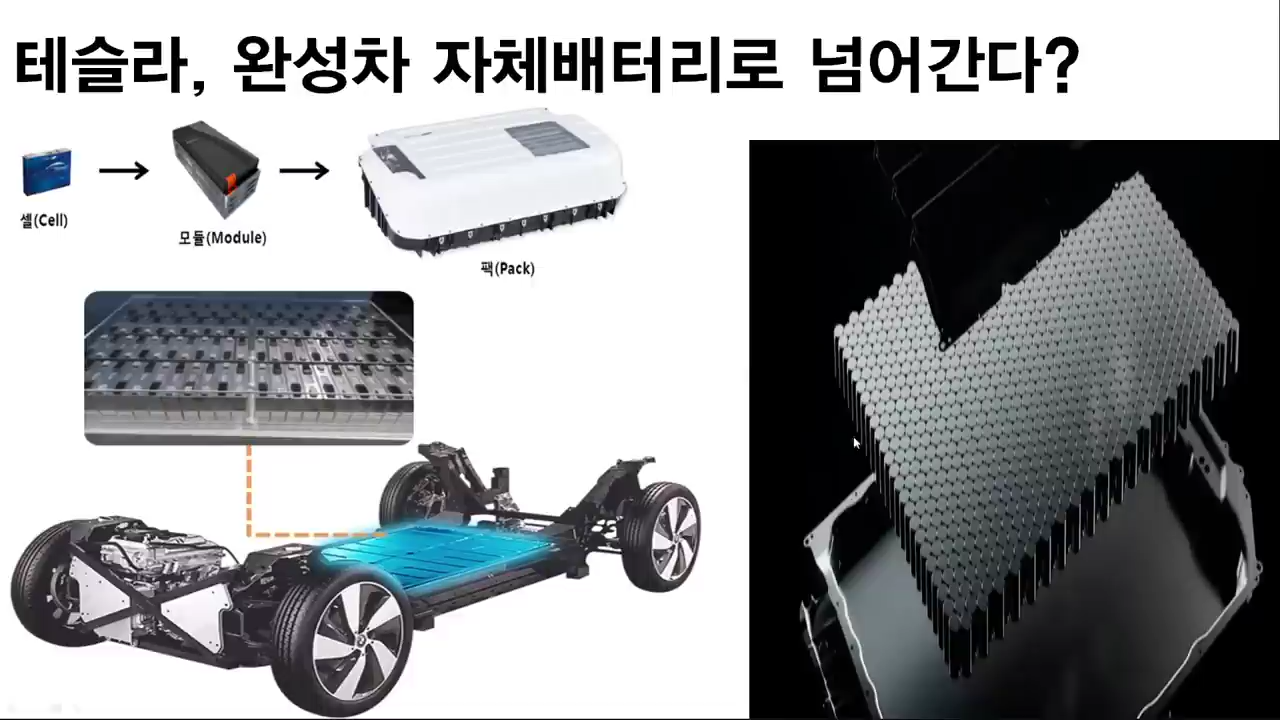 테슬라, 완성차 자체배터리로 넘어간다?
셀(Cell)
모듈(Module)
팩(Pack)